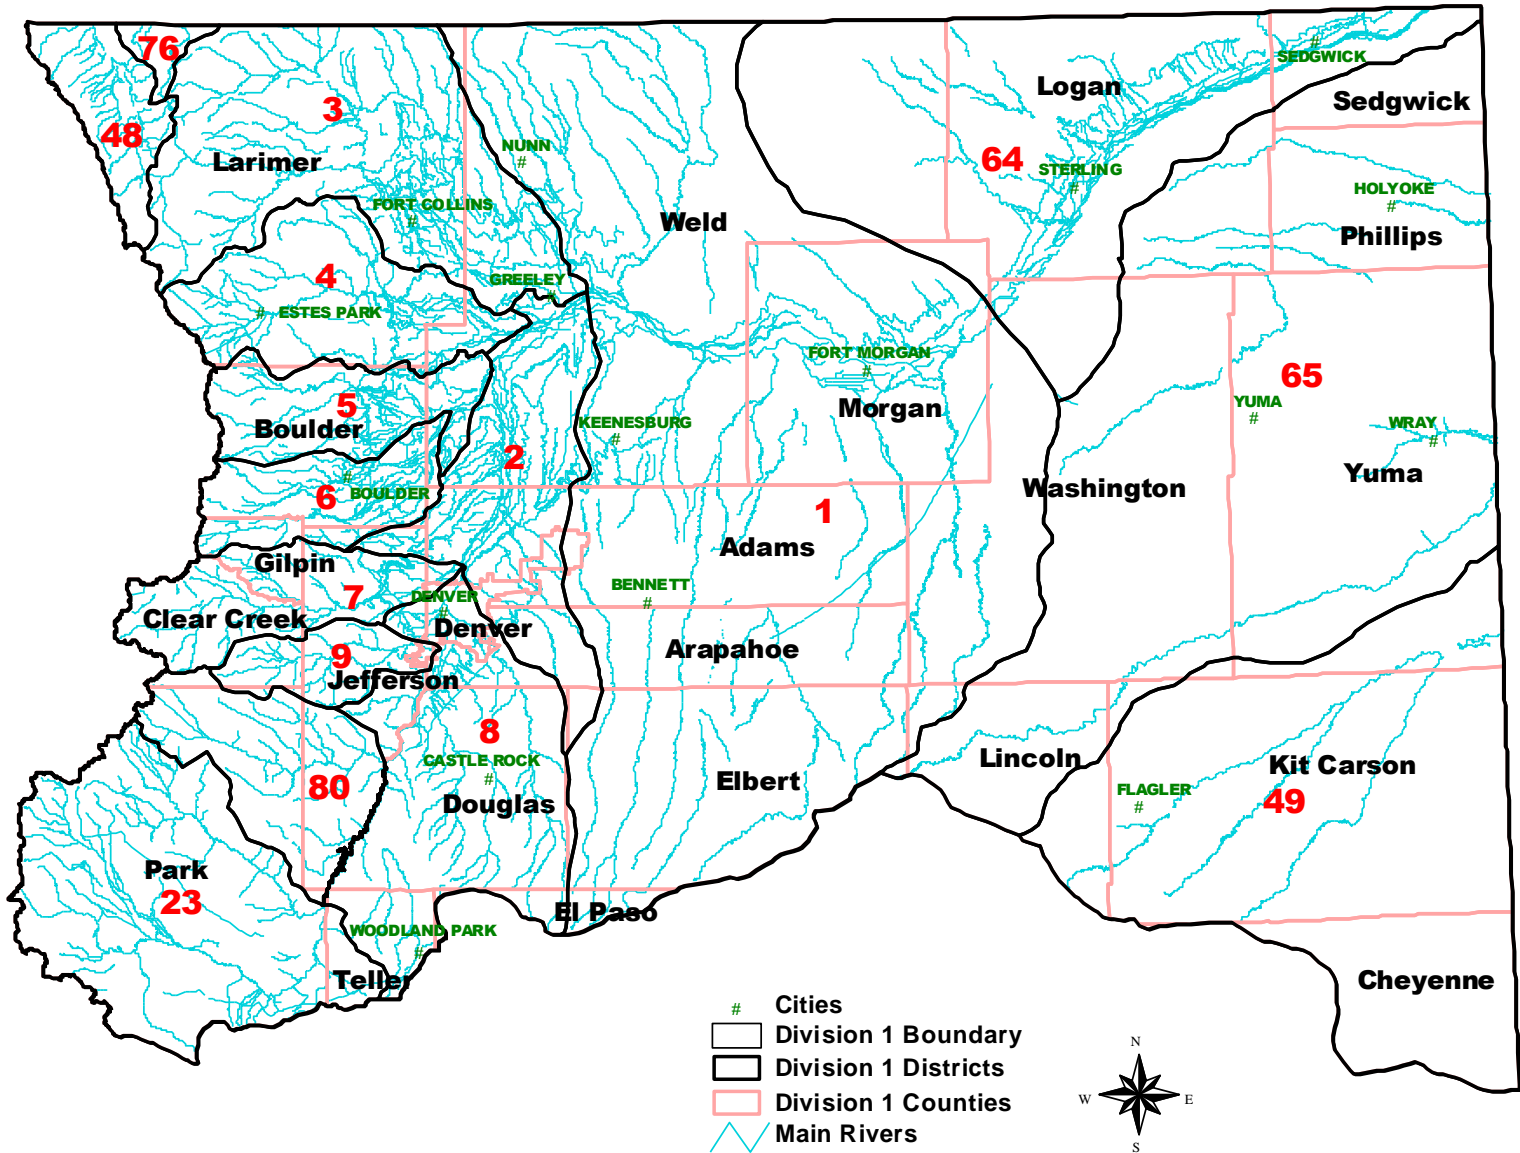 76
SEDGWICK
#
Logan
Sedgwick
3
48
NUNN
#
Larimer
64
STERLING
#
HOLYOKE
#
FORT COLLINS
#
Weld
Phillips
4
GREELEY
#
# ESTES PARK
FORT MORGAN
#
65
5
Boulder
Morgan
YUMA
#
KEENESBURG
#
WRAY
#
2
Yuma
#
6
BOULDER
Washington
1
Adams
Gilpin
7
BENNETT
#
DENVER
#
Clear Creek
Denver
Arapahoe
9
Jefferson
8
CASTLE ROCK
#
Douglas
80
Elbert
Lincoln
Kit Carson
FLAGLER
#
49
Park
23
El Paso
WOODLAND PARK
#
Teller
Cheyenne
# Cities
Division 1 Boundary
Division 1 Districts
Division 1 Counties
Main Rivers
N
W E
S